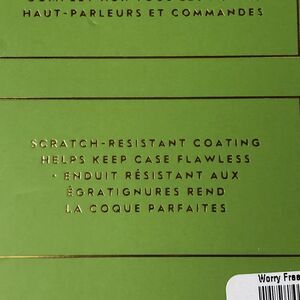 HAUT-PARLEURS ET COMMANDES
SCRATCH-RESISTANT COATING
HELPS KEEP CASE FLAWLESS
· ENDUIT RÉSISTANT AUX
ÉGRATIGNURES REND
LA COQUE PARFAITES
Worry Free